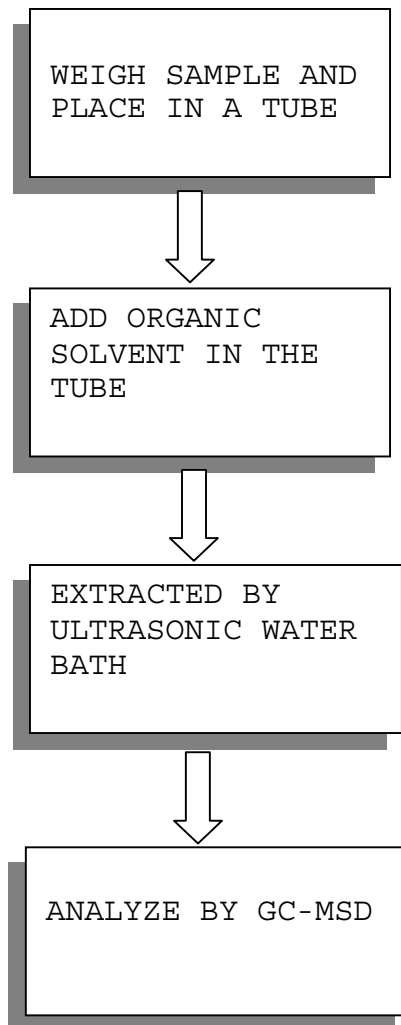 WEIGH SAMPLE AND
PLACE IN A TUBE
ADD ORGANIC
SOLVENT IN THE
TUBE
EXTRACTED BY
ULTRASONIC WATER
BATH
ANALYZE BY GC-MSD